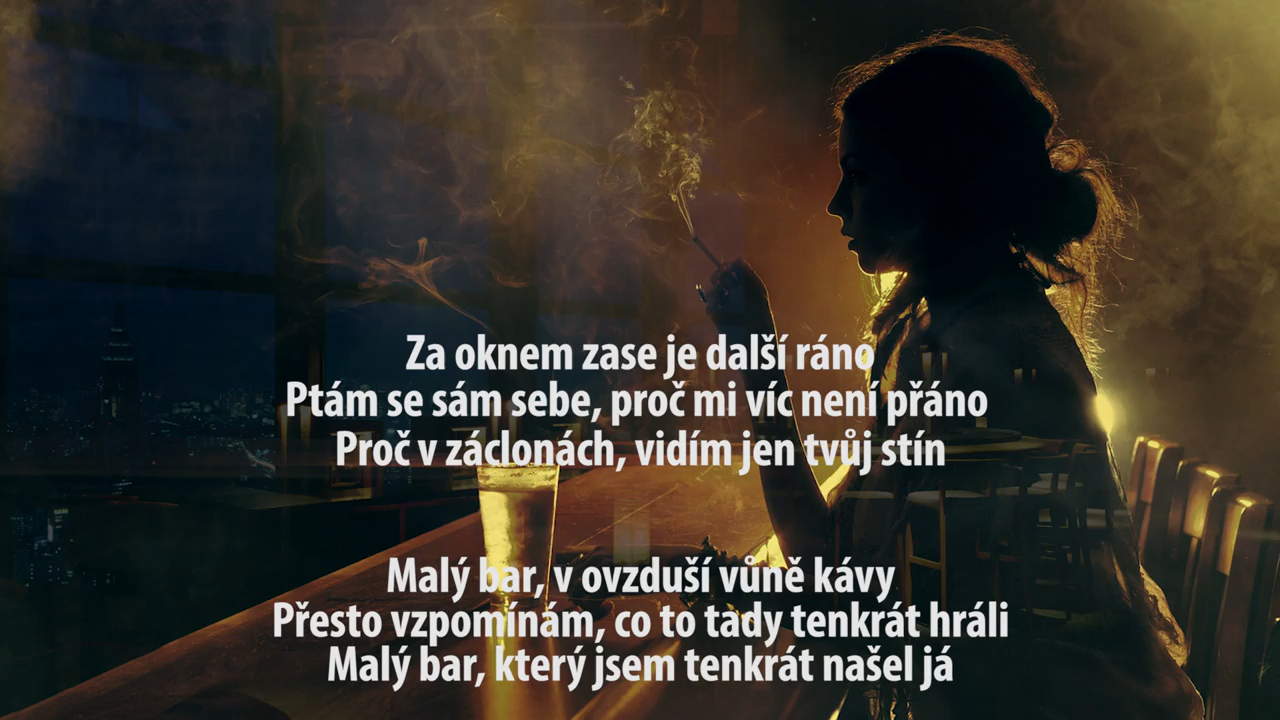 Za oknem zase je další ráno
Ptám se sám sebe, proč mi víc není přáno
Proč v záclonách, vidím jen tvůj stín
Malý bar, v ovzduší vůně kávy
Přesto vzpomínám, co to tady tenkrát hráli
Malý bar, který jsem tenkrát našel já